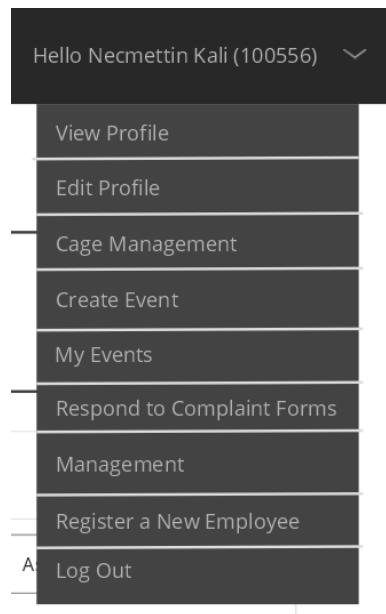 Hello Necmettin Kali (100556)
View Profile
Edit Profile
Cage Management
Create Event
My Events
Respond to Complaint Forms
Management
Register a New Employee
Log Out